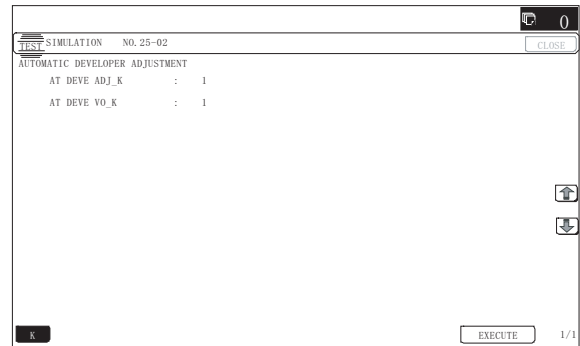 0
TEST SIMULATION NO. 25-02 CLOSE
AUTOMATIC DEVELOPER ADJUSTMENT
AT DEVE ADJ_K : 1
AT DEVE VO_K : 1
K EXECUTE 1/1